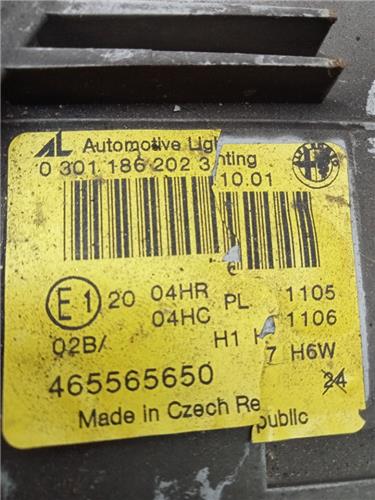 AL Automotive Lighting
0 301 186 202 3
10.01
E1 20 04HR PL 1105
04HC 1106
02B/ H1 H7 H6W
465565650 24
Made in Czech Republic